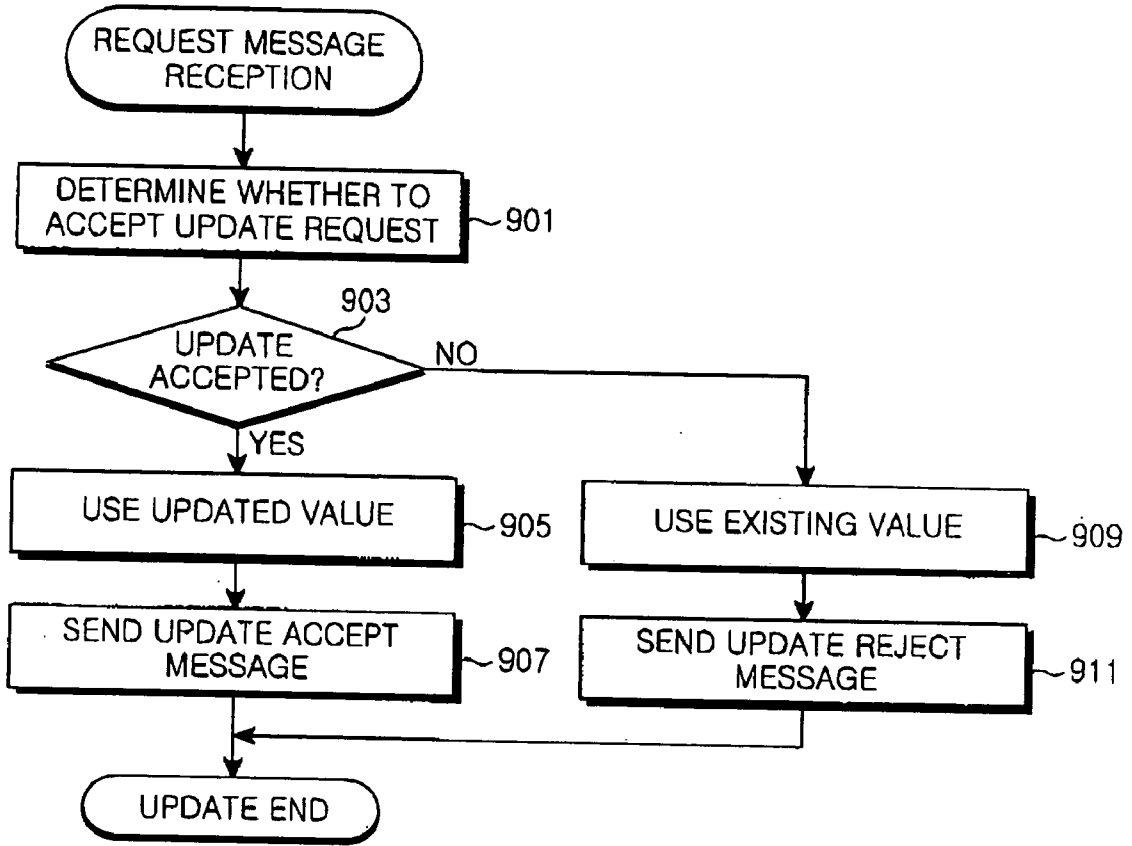 REQUEST MESSAGE
RECEPTION
DETERMINE WHETHER TO
ACCEPT UPDATE REQUEST
901
903
UPDATE
ACCEPTED?
NO
YES
USE UPDATED VALUE
905
USE EXISTING VALUE
909
SEND UPDATE ACCEPT
MESSAGE
907
SEND UPDATE REJECT
MESSAGE
911
UPDATE END